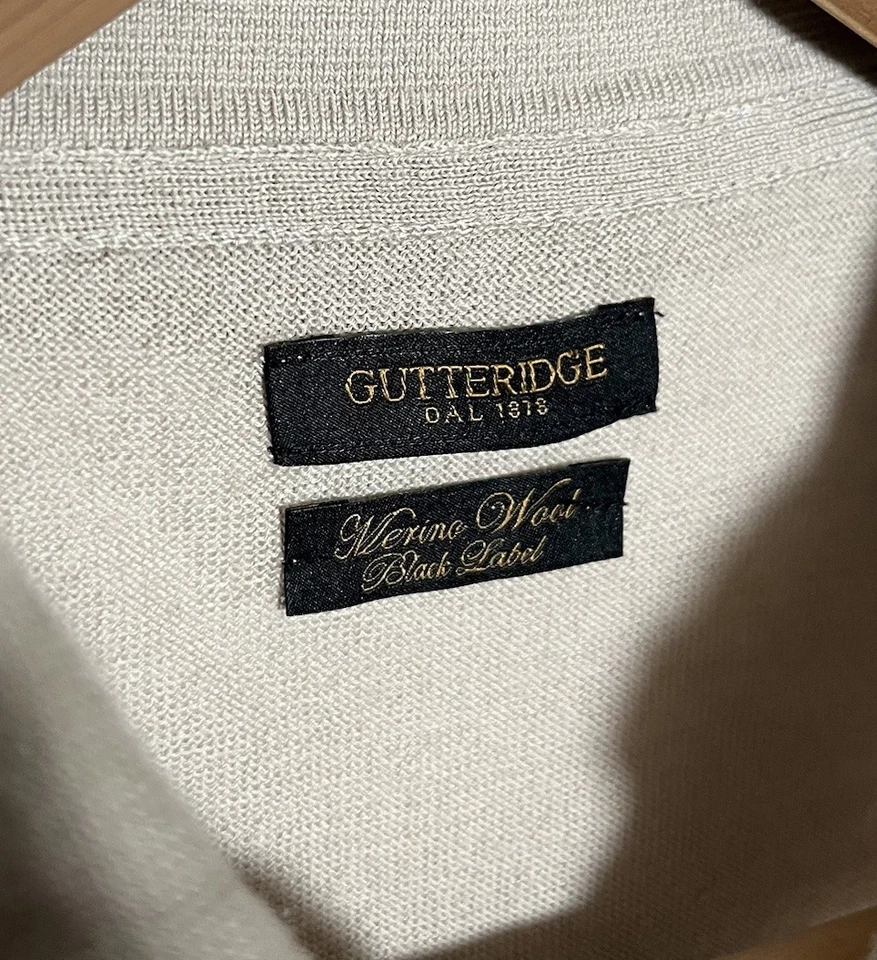 GUTTERIDGE
DAL 1878
Merino Wool
Black Label